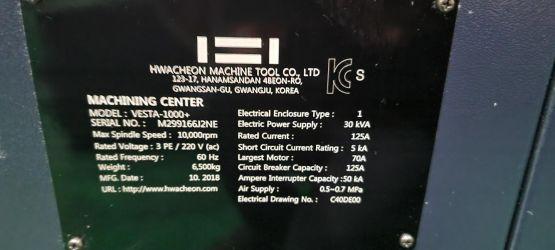 HWACHEON MACHINE TOOL CO., LTD
123-17, HANAMSANDAN 4BEON-RO,
GWANGSAN-GU, GWANGJU, KOREA
KC S
MACHINING CENTER
MODEL : VESTA-1000+
SERIAL NO. : M299166J2NE
Max Spindle Speed : 10,000rpm
Rated Voltage : 3 PE / 220 V (ac)
Rated Frequency : 60 Hz
Weight : 6,500kg
MFG. Date : 10. 2018
URL : http://www.hwacheon.com
Electrical Enclosure Type : 1
Electric Power Supply : 30 kVA
Rated Current : 125A
Short Circuit Current Rating : 5 kA
Largest Motor : 70A
Circuit Breaker Capacity : 125A
Ampere Interrupter Capacity : 50 kA
Air Supply : 0.5~0.7 MPa
Electrical Drawing No. : C40DE00